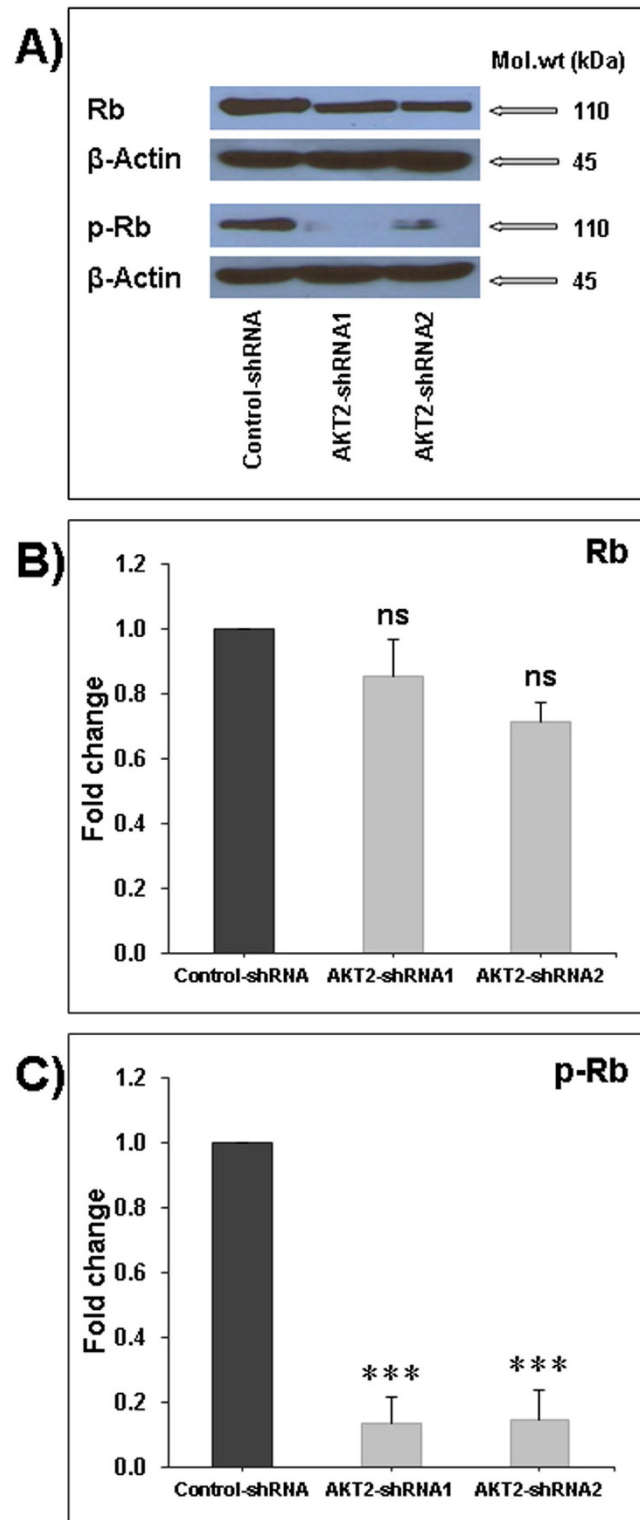 A)
Mol.wt (kDa)
Rb
110
β-Actin
45
p-Rb
110
β-Actin
45
Control-shRNA
AKT2-shRNA1
AKT2-shRNA2
B)
Rb
1.2
1.0
0.8
0.6
0.4
0.2
0.0
Fold change
ns
ns
Control-shRNA AKT2-shRNA1 AKT2-shRNA2
C)
p-Rb
1.2
1.0
0.8
0.6
0.4
0.2
0.0
Fold change
***
***
Control-shRNA AKT2-shRNA1 AKT2-shRNA2